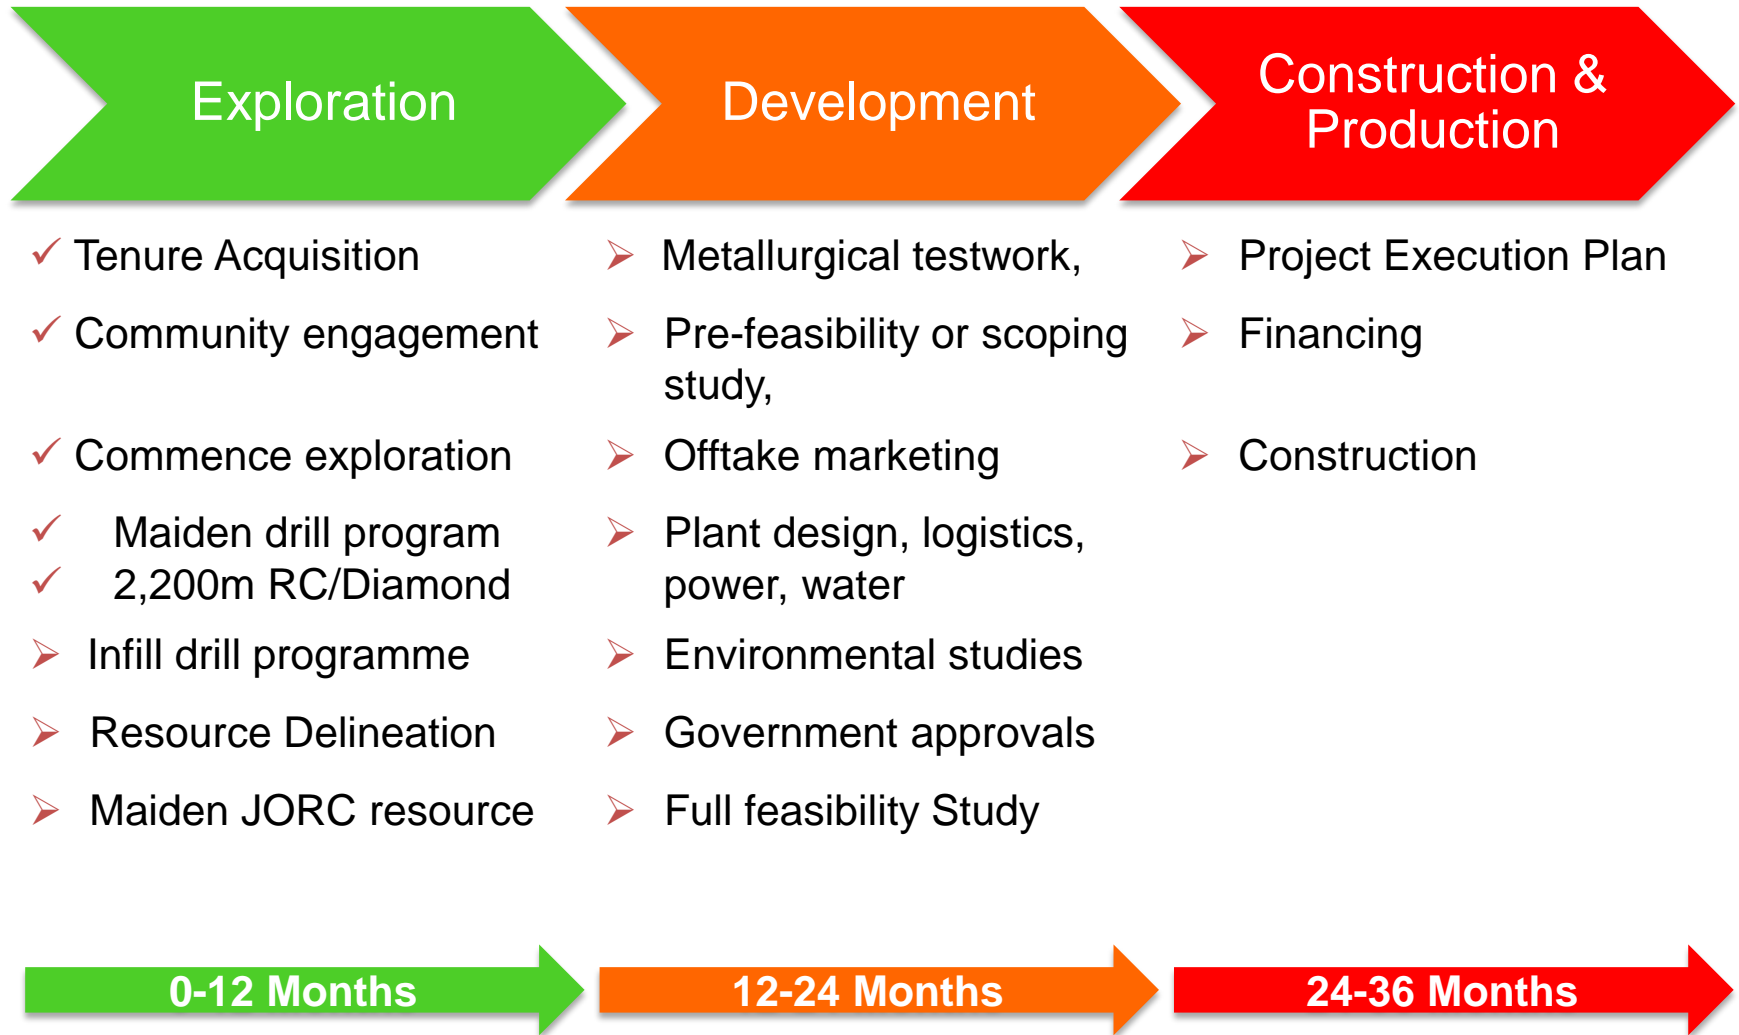 Exploration
Development
Construction &
Production
Tenure Acquisition
Community engagement
Commence exploration
Maiden drill program
2,200m RC/Diamond
Infill drill programme
Resource Delineation
Maiden JORC resource
Metallurgical testwork,
Pre-feasibility or scoping
study,
Offtake marketing
Plant design, logistics,
power, water
Environmental studies
Government approvals
Full feasibility Study
Project Execution Plan
Financing
Construction
0-12 Months
12-24 Months
24-36 Months